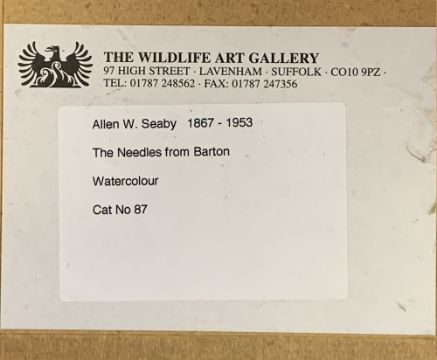 THE WILDLIFE ART GALLERY
97 HIGH STREET · LAVENHAM · SUFFOLK · CO10 9PZ ·
TEL: 01787 248562 · FAX: 01787 247356
Allen W. Seaby 1867 - 1953
The Needles from Barton
Watercolour
Cat No 87